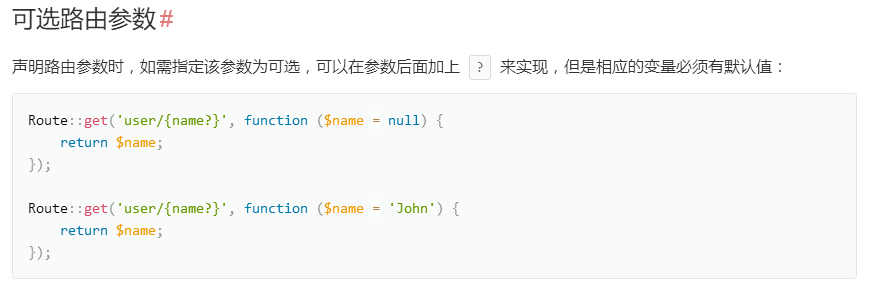 可选路由参数#
声明路由参数时，如需指定该参数为可选，可以在参数后面加上 ? 来实现，但是相应的变量必须有默认值：
Route::get('user/{name?}', function ($name = null) {
    return $name;
});
Route::get('user/{name?}', function ($name = 'John') {
    return $name;
});